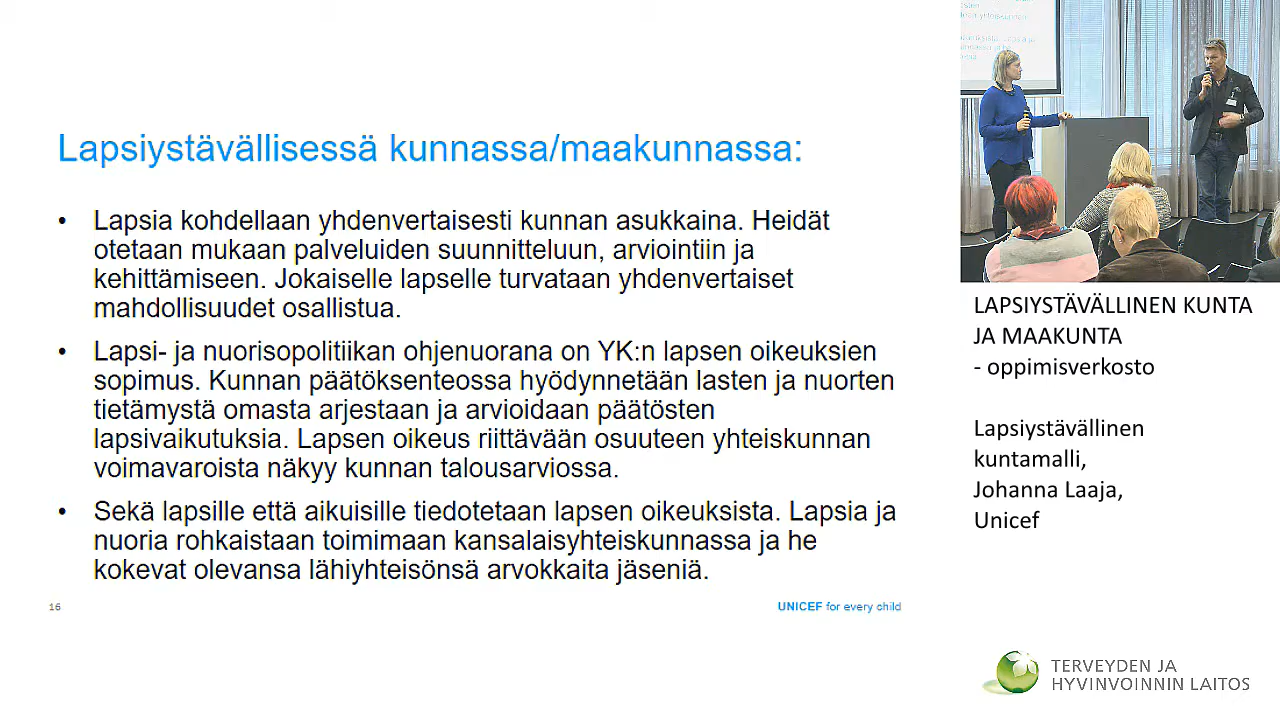 Lapsiystävällisessä kunnassa/maakunnassa:
• Lapsia kohdellaan yhdenvertaisesti kunnan asukkaina. Heidät
otetaan mukaan palveluiden suunnitteluun, arviointiin ja
kehittämiseen. Jokaiselle lapselle turvataan yhdenvertaiset
mahdollisuudet osallistua.
• Lapsi- ja nuorisopolitiikan ohjenuorana on YK:n lapsen oikeuksien
sopimus. Kunnan päätöksenteossa hyödynnetään lasten ja nuorten
tietämystä omasta arjestaan ja arvioidaan päätösten
lapsivaikutuksia. Lapsen oikeus riittävään osuuteen yhteiskunnan
voimavaroista näkyy kunnan talousarviossa.
• Sekä lapsille että aikuisille tiedotetaan lapsen oikeuksista. Lapsia ja
nuoria rohkaistaan toimimaan kansalaisyhteiskunnassa ja he
kokevat olevansa lähiyhteisönsä arvokkaita jäseniä.
16
UNICEF for every child
LAPSIYSTÄVÄLLINEN KUNTA
JA MAAKUNTA
- oppimisverkosto
Lapsiystävällinen
kuntamalli,
Johanna Laaja,
Unicef
TERVEYDEN JA
HYVINVOINNIN LAITOS